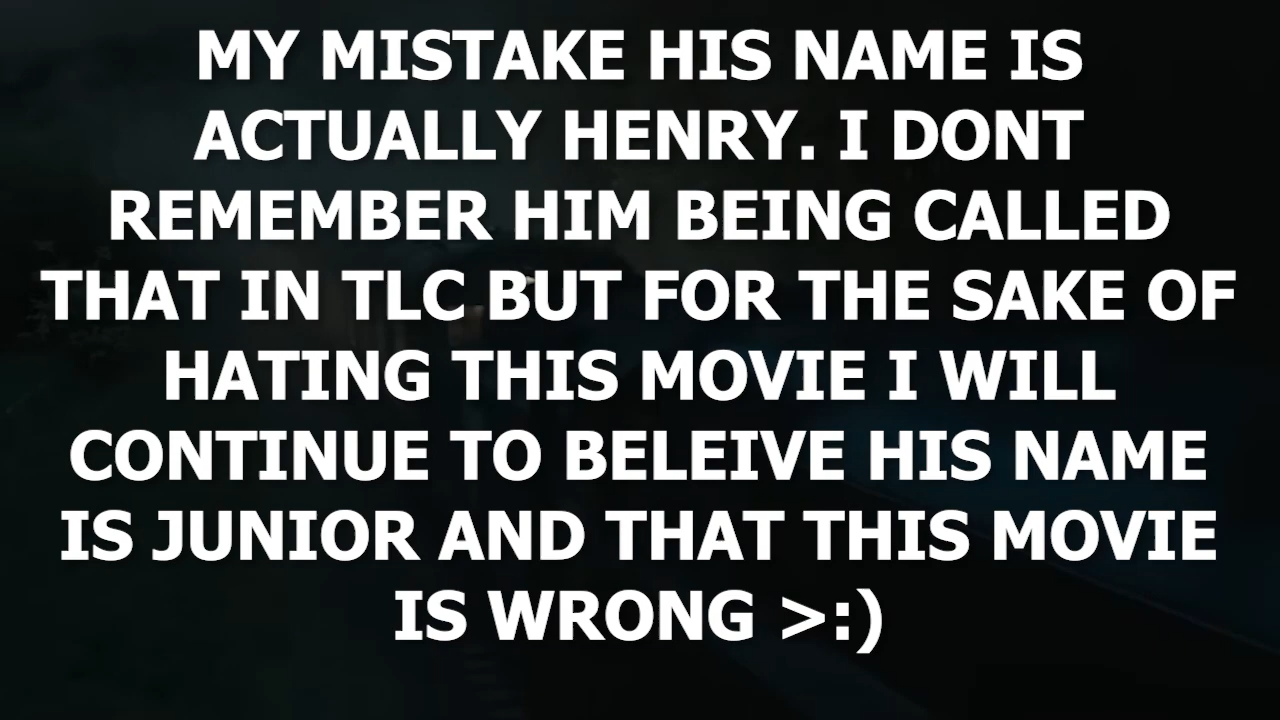 MY MISTAKE HIS NAME IS
ACTUALLY HENRY. I DONT
REMEMBER HIM BEING CALLED
THAT IN TLC BUT FOR THE SAKE OF
HATING THIS MOVIE I WILL
CONTINUE TO BELEIVE HIS NAME
IS JUNIOR AND THAT THIS MOVIE
IS WRONG >:)